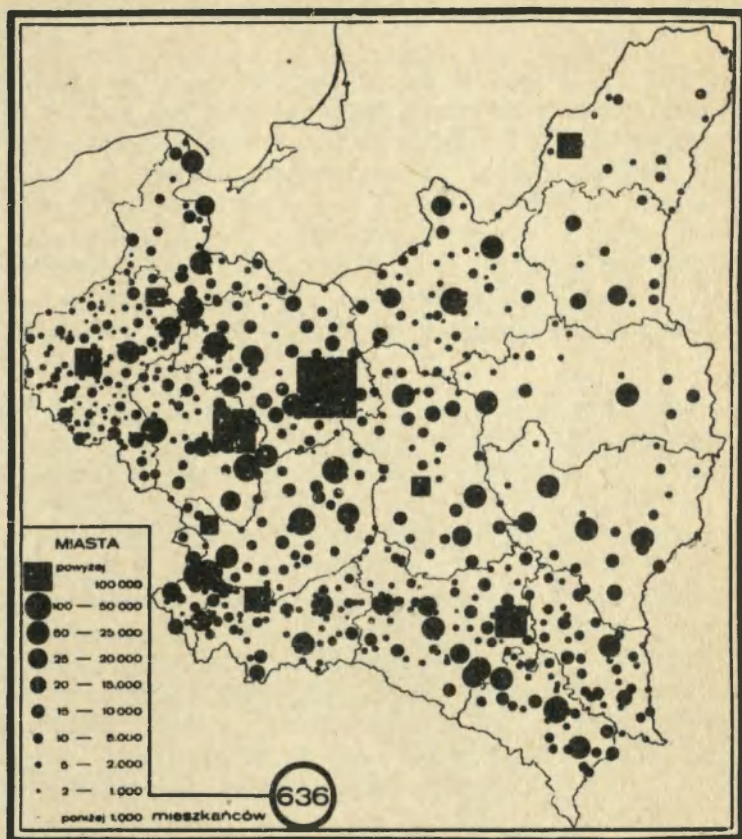 MIASTA
powyżej
100 000
100 — 50 000
50 — 25 000
25 — 20 000
20 — 15.000
15 — 10 000
10 — 5.000
5 — 2.000
2 — 1.000
poniżej 1.000 mieszkańców
636